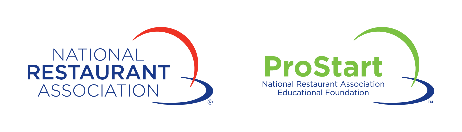 NATIONAL
RESTAURANT
ASSOCIATION
®
ProStart
National Restaurant Association
Educational Foundation